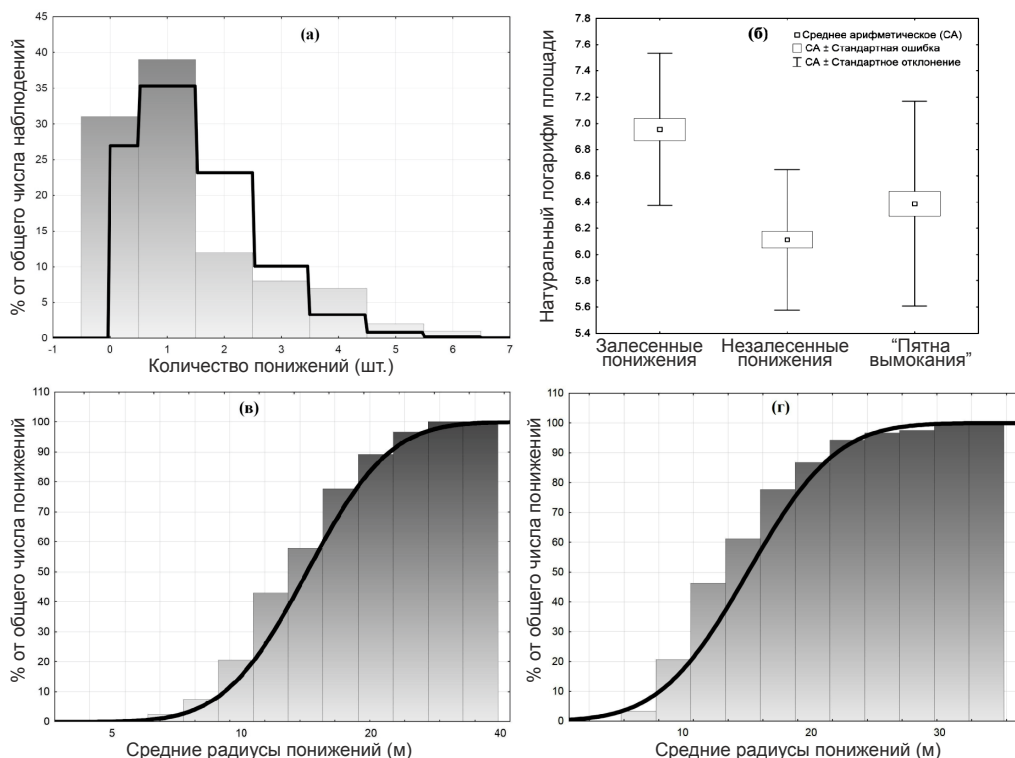 (а)
% от общего числа наблюдений
45
40
35
30
25
20
15
10
5
0
-1 0 1 2 3 4 5 6 7
Количество понижений (шт.)
(б)
Среднее арифметическое (СА)
СА ± Стандартная ошибка
СА ± Стандартное отклонение
Натуральный логарифм площади
7.8
7.6
7.4
7.2
7.0
6.8
6.6
6.4
6.2
6.0
5.8
5.6
5.4
Залесенные понижения
Незалесенные понижения
“Пятна вымокания”
(в)
% от общего числа понижений
110
100
90
80
70
60
50
40
30
20
10
0
5 10 20 40
Средние радиусы понижений (м)
(г)
% от общего числа понижений
110
100
90
80
70
60
50
40
30
20
10
0
10 20 30
Средние радиусы понижений (м)